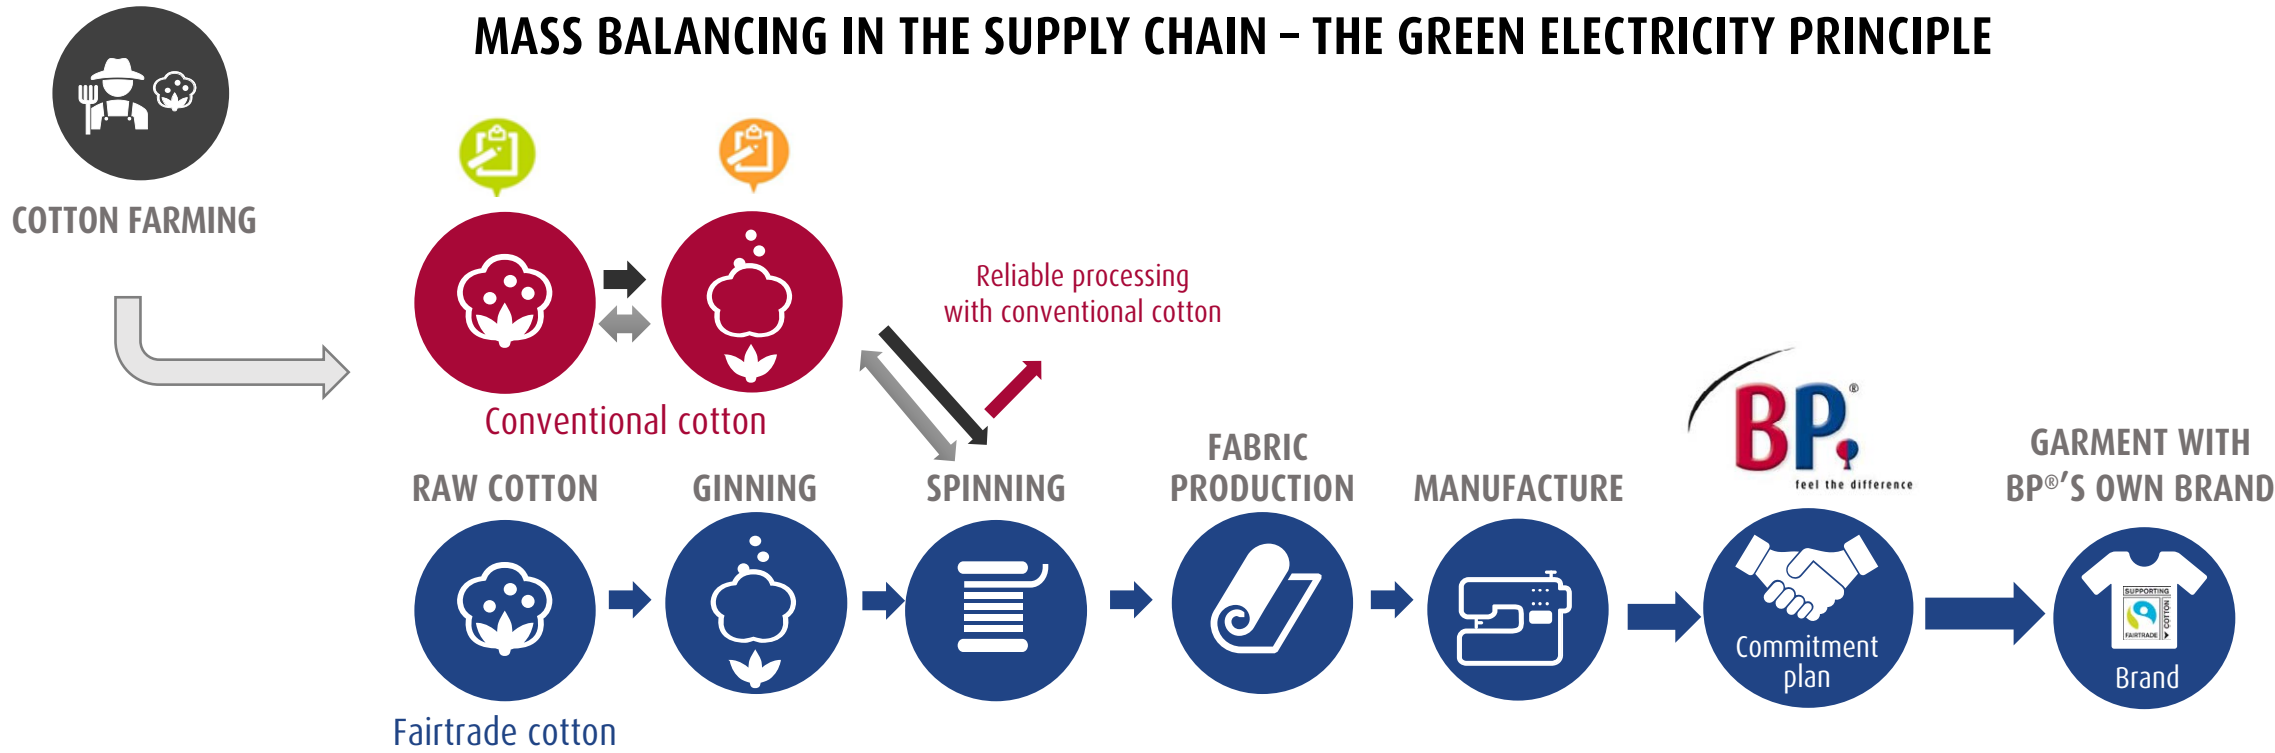 MASS BALANCING IN THE SUPPLY CHAIN – THE GREEN ELECTRICITY PRINCIPLE
COTTON FARMING
Reliable processing
with conventional cotton
Conventional cotton
BP®
feel the difference
RAW COTTON
GINNING
SPINNING
FABRIC
PRODUCTION
MANUFACTURE
GARMENT WITH
BP®'S OWN BRAND
Commitment
plan
SUPPORTING
FAIRTRADE
COTTON
Brand
Fairtrade cotton